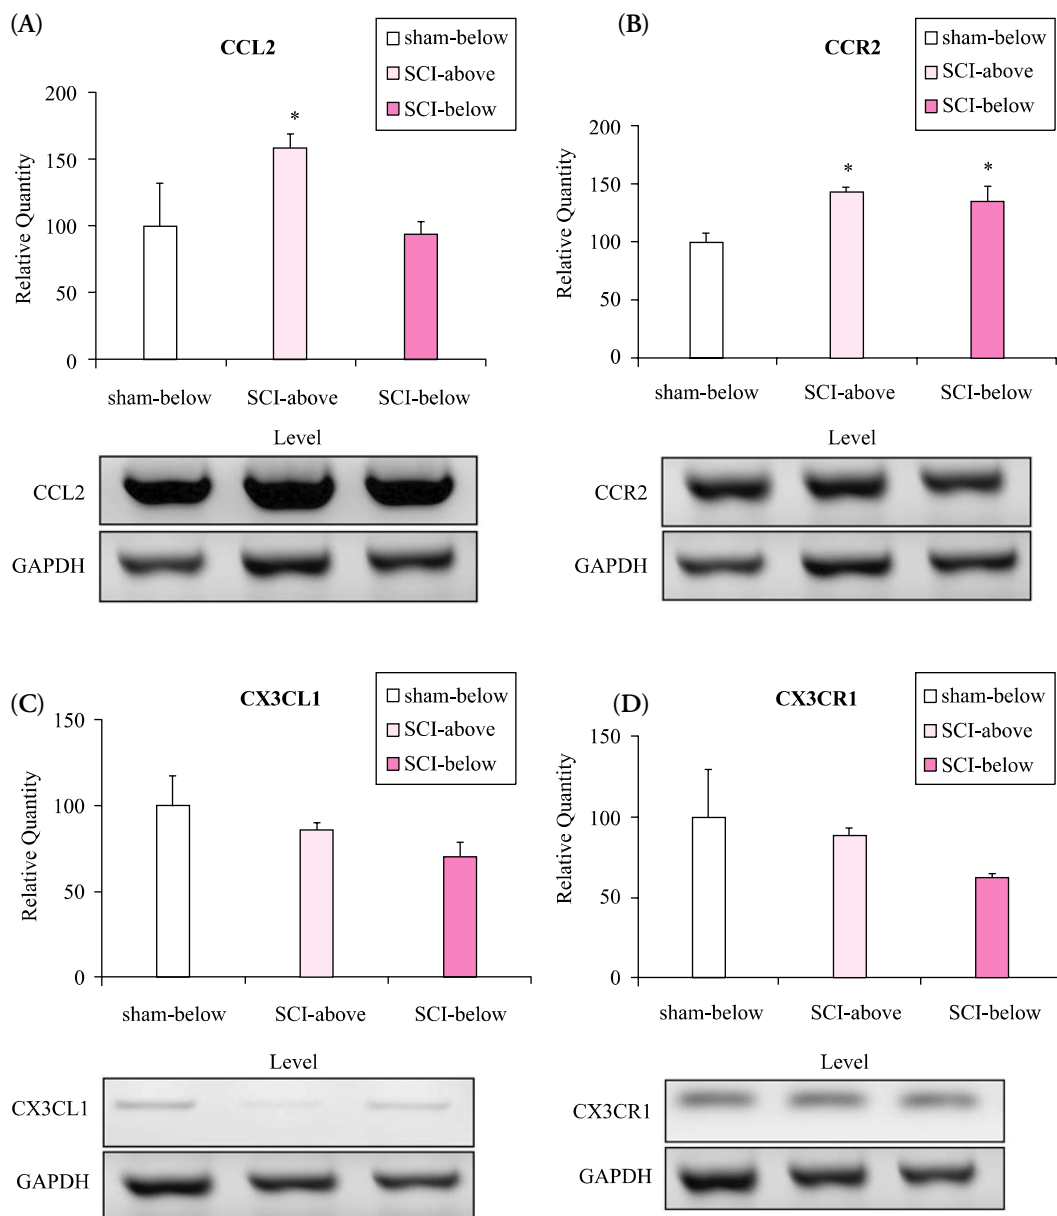 (A)
CCL2
sham-below
SCI-above
SCI-below
200
150
100
50
0
Relative Quantity
*
sham-below SCI-above SCI-below
Level
CCL2
GAPDH
(B)
CCR2
sham-below
SCI-above
SCI-below
200
150
100
50
0
Relative Quantity
* *
sham-below SCI-above SCI-below
Level
CCR2
GAPDH
(C)
CX3CL1
sham-below
SCI-above
SCI-below
150
100
50
0
Relative Quantity
sham-below SCI-above SCI-below
Level
CX3CL1
GAPDH
(D)
CX3CR1
sham-below
SCI-above
SCI-below
150
100
50
0
Relative Quantity
sham-below SCI-above SCI-below
Level
CX3CR1
GAPDH